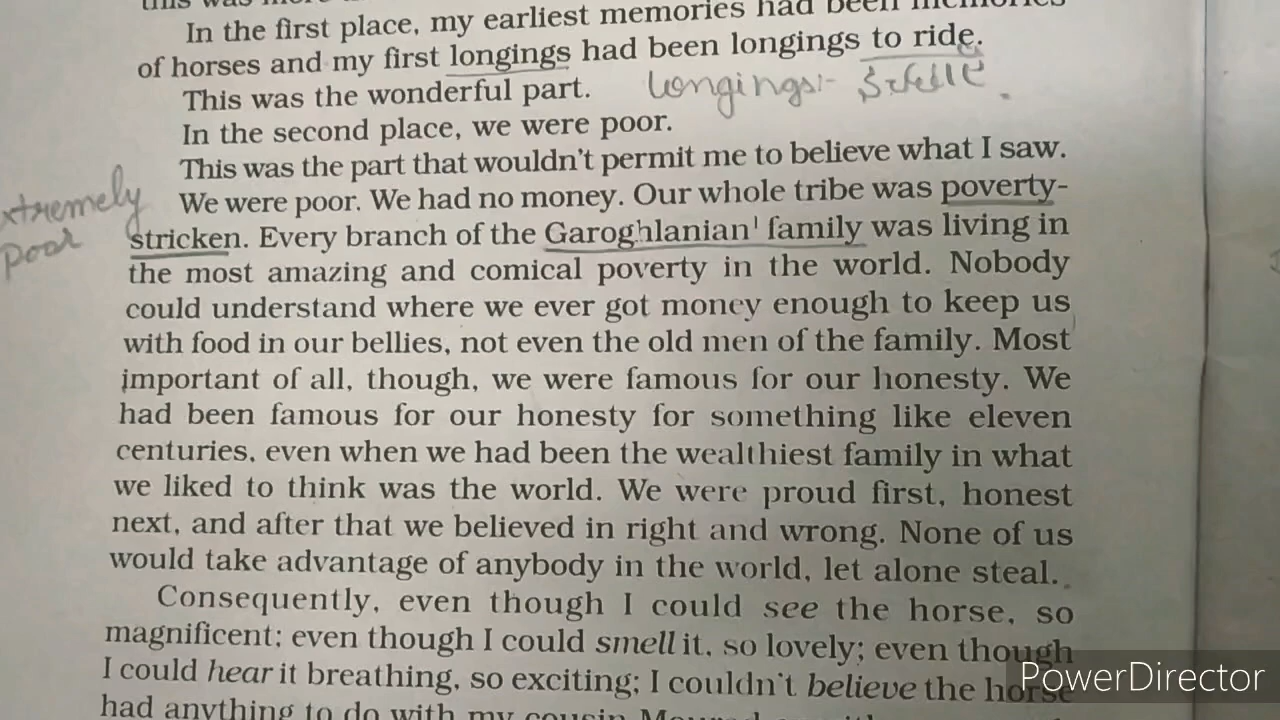 In the first place, my earliest memories had been memories
of horses and my first longings had been longings to ride.
This was the wonderful part. longings:-
In the second place, we were poor.
This was the part that wouldn't permit me to believe what I saw.
xtremely
We were poor. We had no money. Our whole tribe was poverty-
poor
stricken. Every branch of the Garoghlanian' family was living in
the most amazing and comical poverty in the world. Nobody
could understand where we ever got money enough to keep us
with food in our bellies, not even the old men of the family. Most
important of all, though, we were famous for our honesty. We
had been famous for our honesty for something like eleven
centuries, even when we had been the wealthiest family in what
we liked to think was the world. We were proud first, honest
next, and after that we believed in right and wrong. None of us
would take advantage of anybody in the world, let alone steal.
Consequently, even though I could see the horse, so
magnificent; even though I could smell it, so lovely; even though
I could hear it breathing, so exciting; I couldn't believe the horse
had anything to do with my cousin
PowerDirector